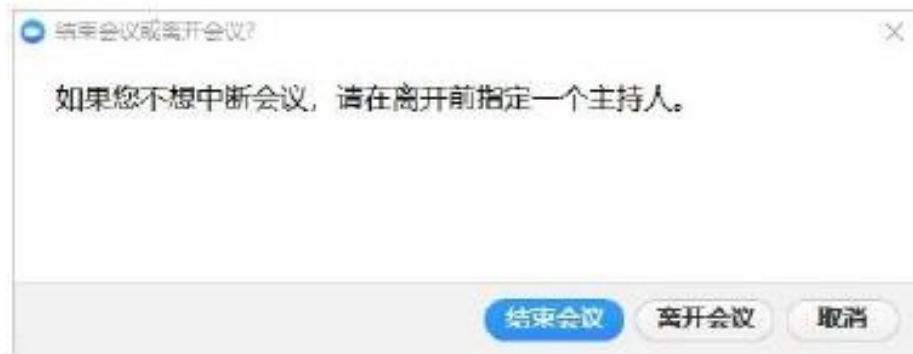 结束会议或离开会议?
如果您不想中断会议，请在离开前指定一个主持人。
结束会议 离开会议 取消